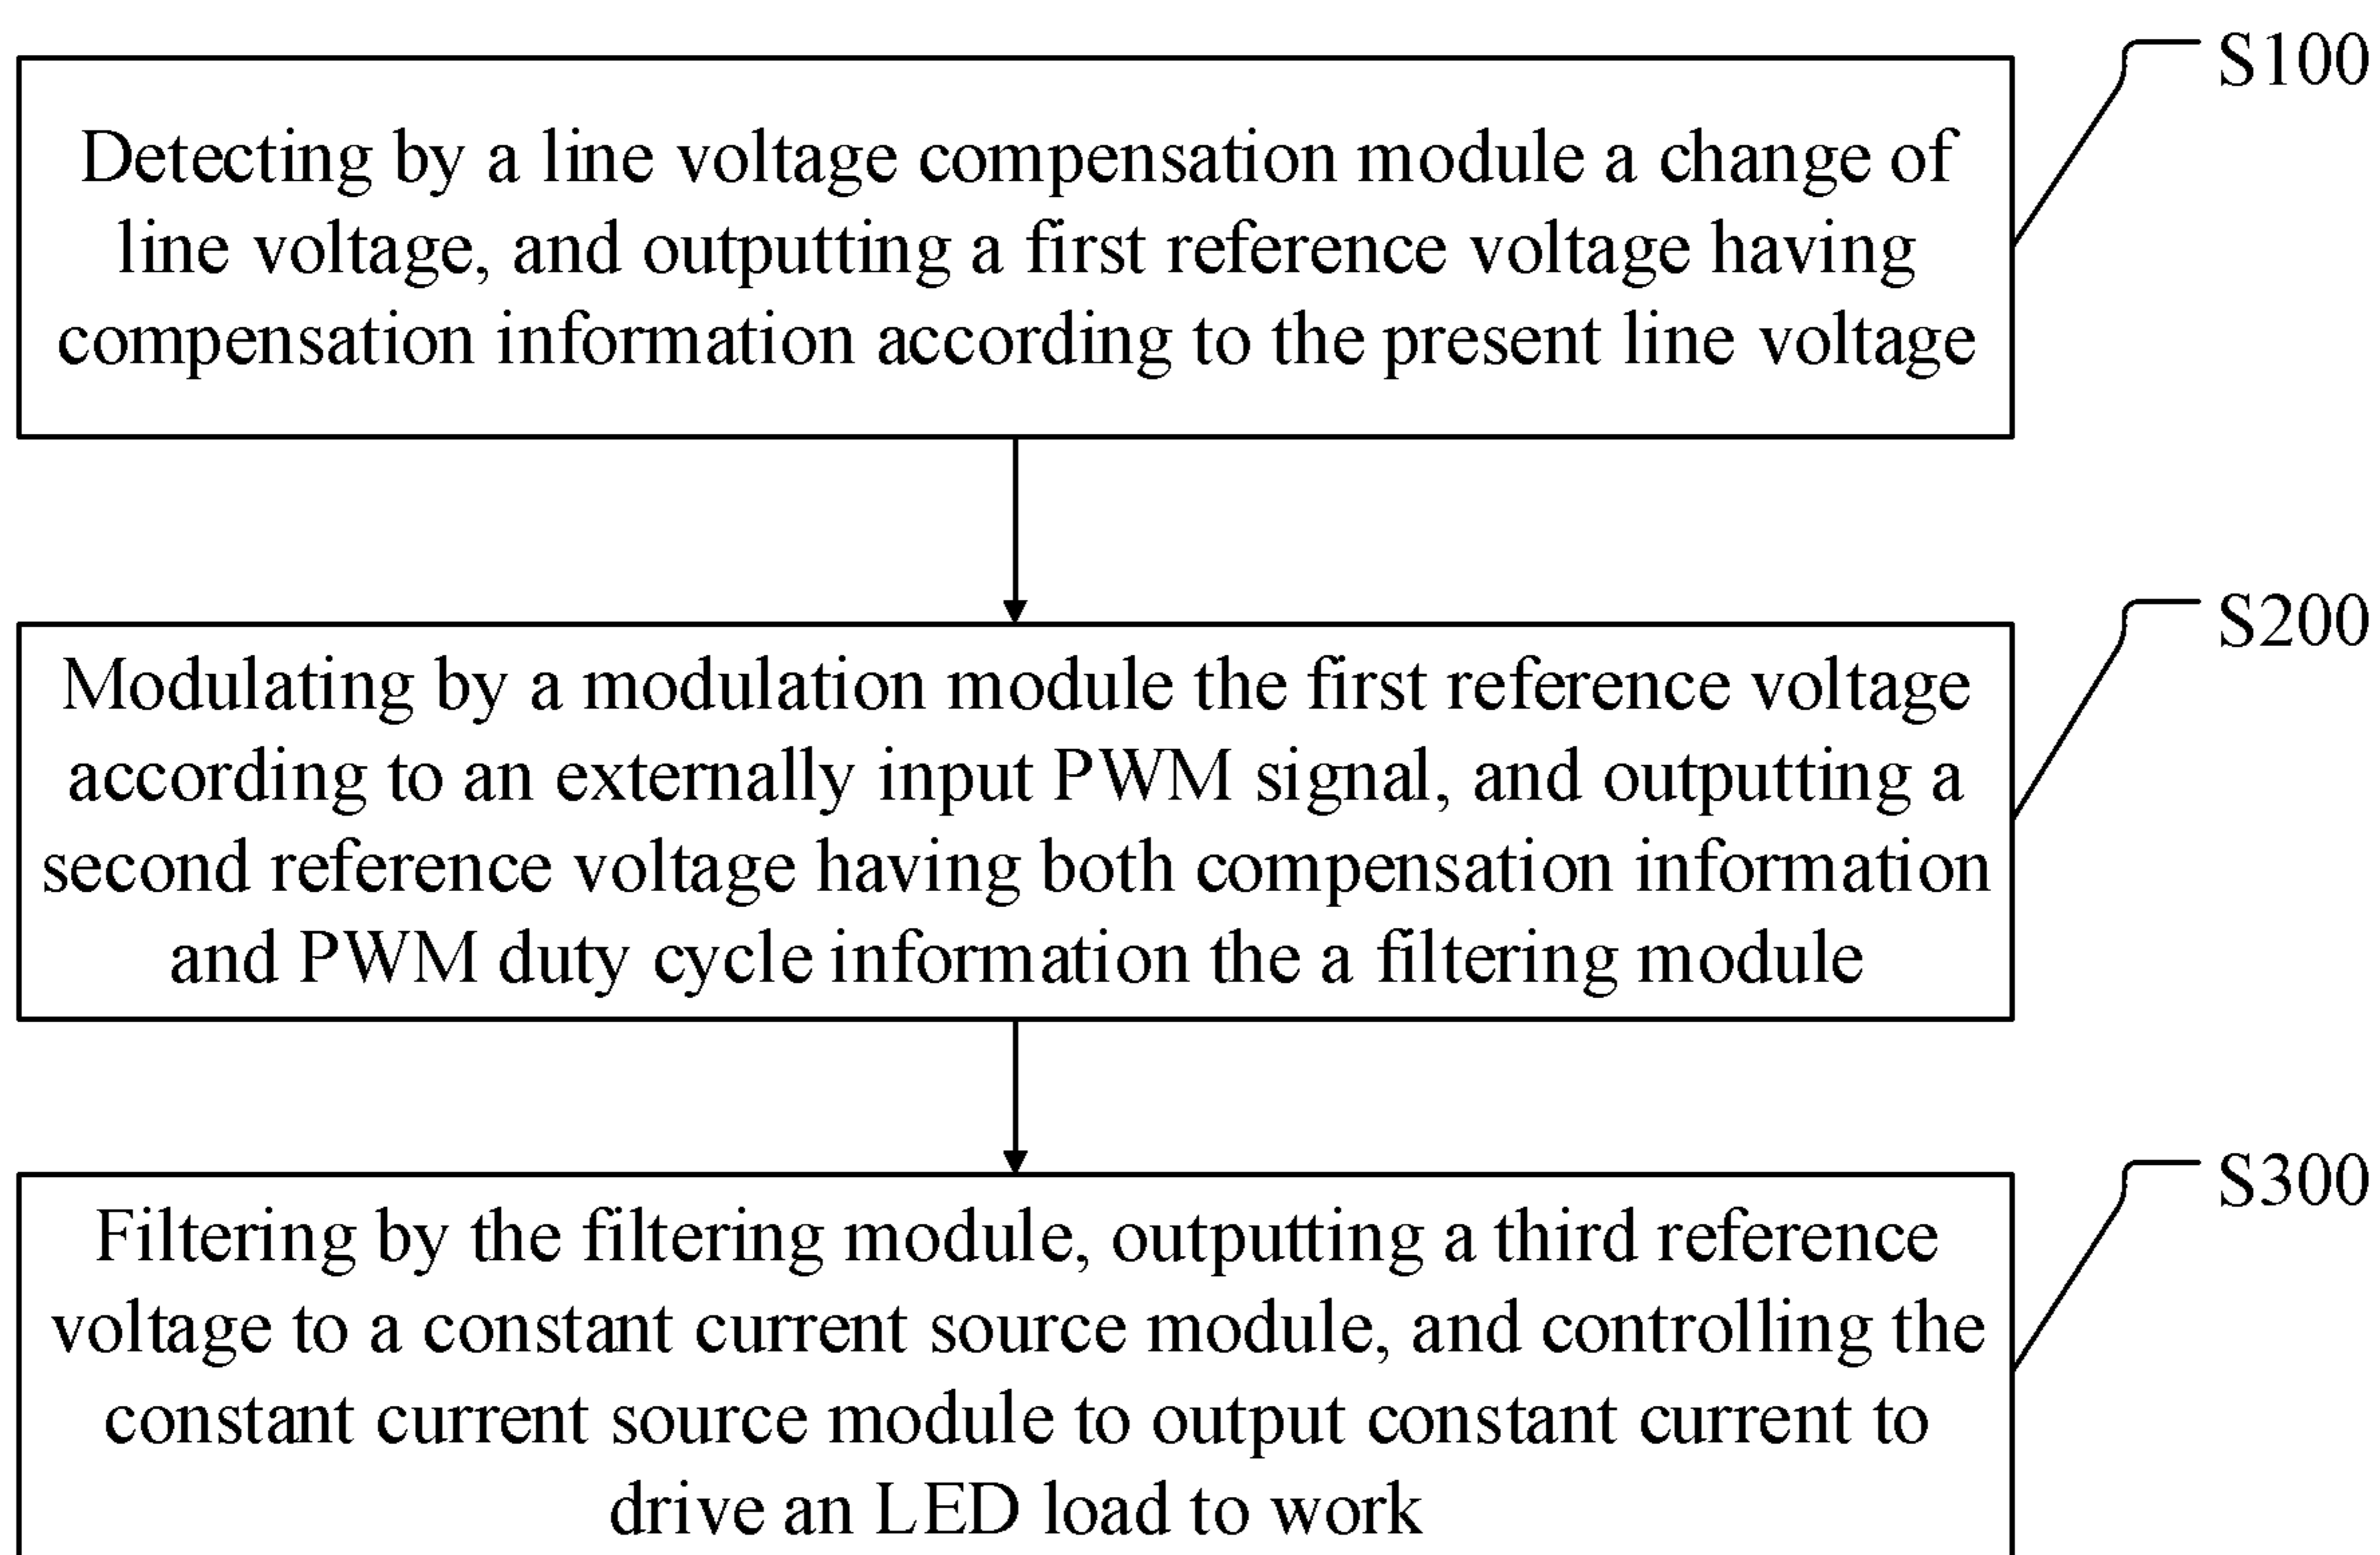 S100
Detecting by a line voltage compensation module a change of
line voltage, and outputting a first reference voltage having
compensation information according to the present line voltage
S200
Modulating by a modulation module the first reference voltage
according to an externally input PWM signal, and outputting a
second reference voltage having both compensation information
and PWM duty cycle information the a filtering module
S300
Filtering by the filtering module, outputting a third reference
voltage to a constant current source module, and controlling the
constant current source module to output constant current to
drive an LED load to work